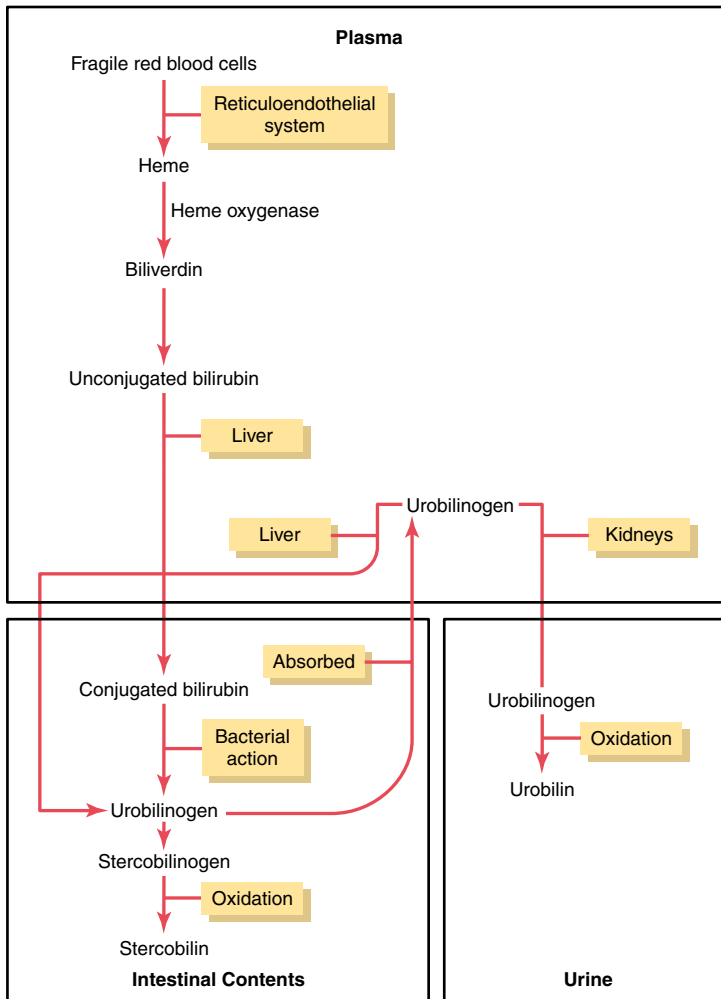 Plasma
Fragile red blood cells
Reticuloendothelial
system
Heme
Heme oxygenase
Biliverdin
Unconjugated bilirubin
Liver
Urobilinogen
Liver
Kidneys
Absorbed
Conjugated bilirubin
Bacterial
action
Urobilinogen
Stercobilinogen
Oxidation
Stercobilin
Intestinal Contents
Urobilinogen
Oxidation
Urobilin
Urine